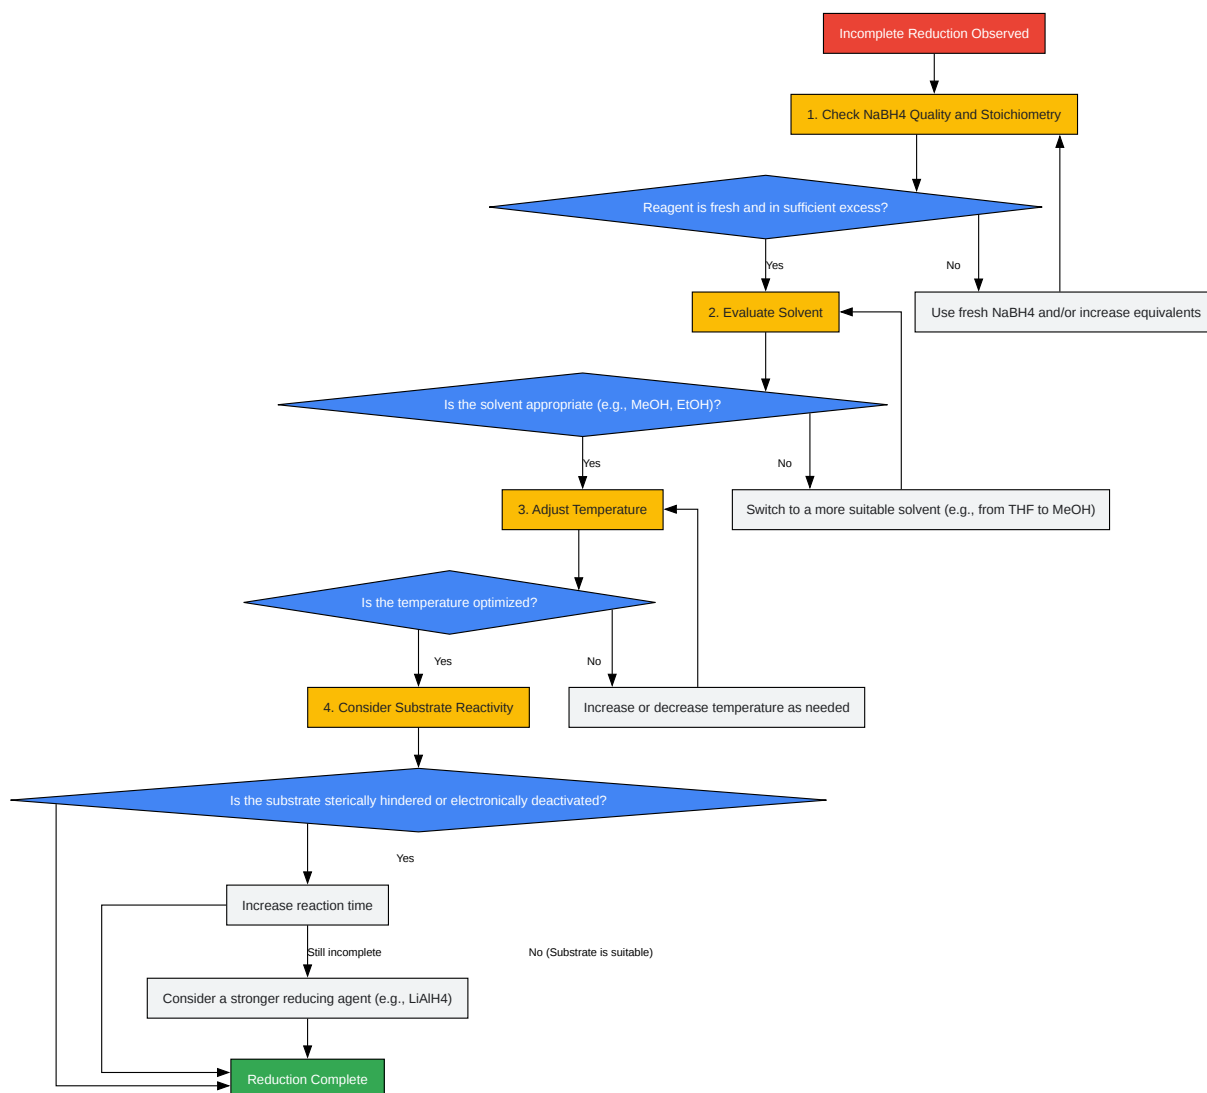 Incomplete Reduction Observed
1. Check NaBH4 Quality and Stoichiometry
Reagent is fresh and in sufficient excess?
Yes
No
2. Evaluate Solvent
Use fresh NaBH4 and/or increase equivalents
Is the solvent appropriate (e.g., MeOH, EtOH)?
Yes
No
3. Adjust Temperature
Switch to a more suitable solvent (e.g., from THF to MeOH)
Is the temperature optimized?
Yes
No
4. Consider Substrate Reactivity
Increase or decrease temperature as needed
Is the substrate sterically hindered or electronically deactivated?
Yes
Increase reaction time
Still incomplete
No (Substrate is suitable)
Consider a stronger reducing agent (e.g., LiAlH4)
Reduction Complete